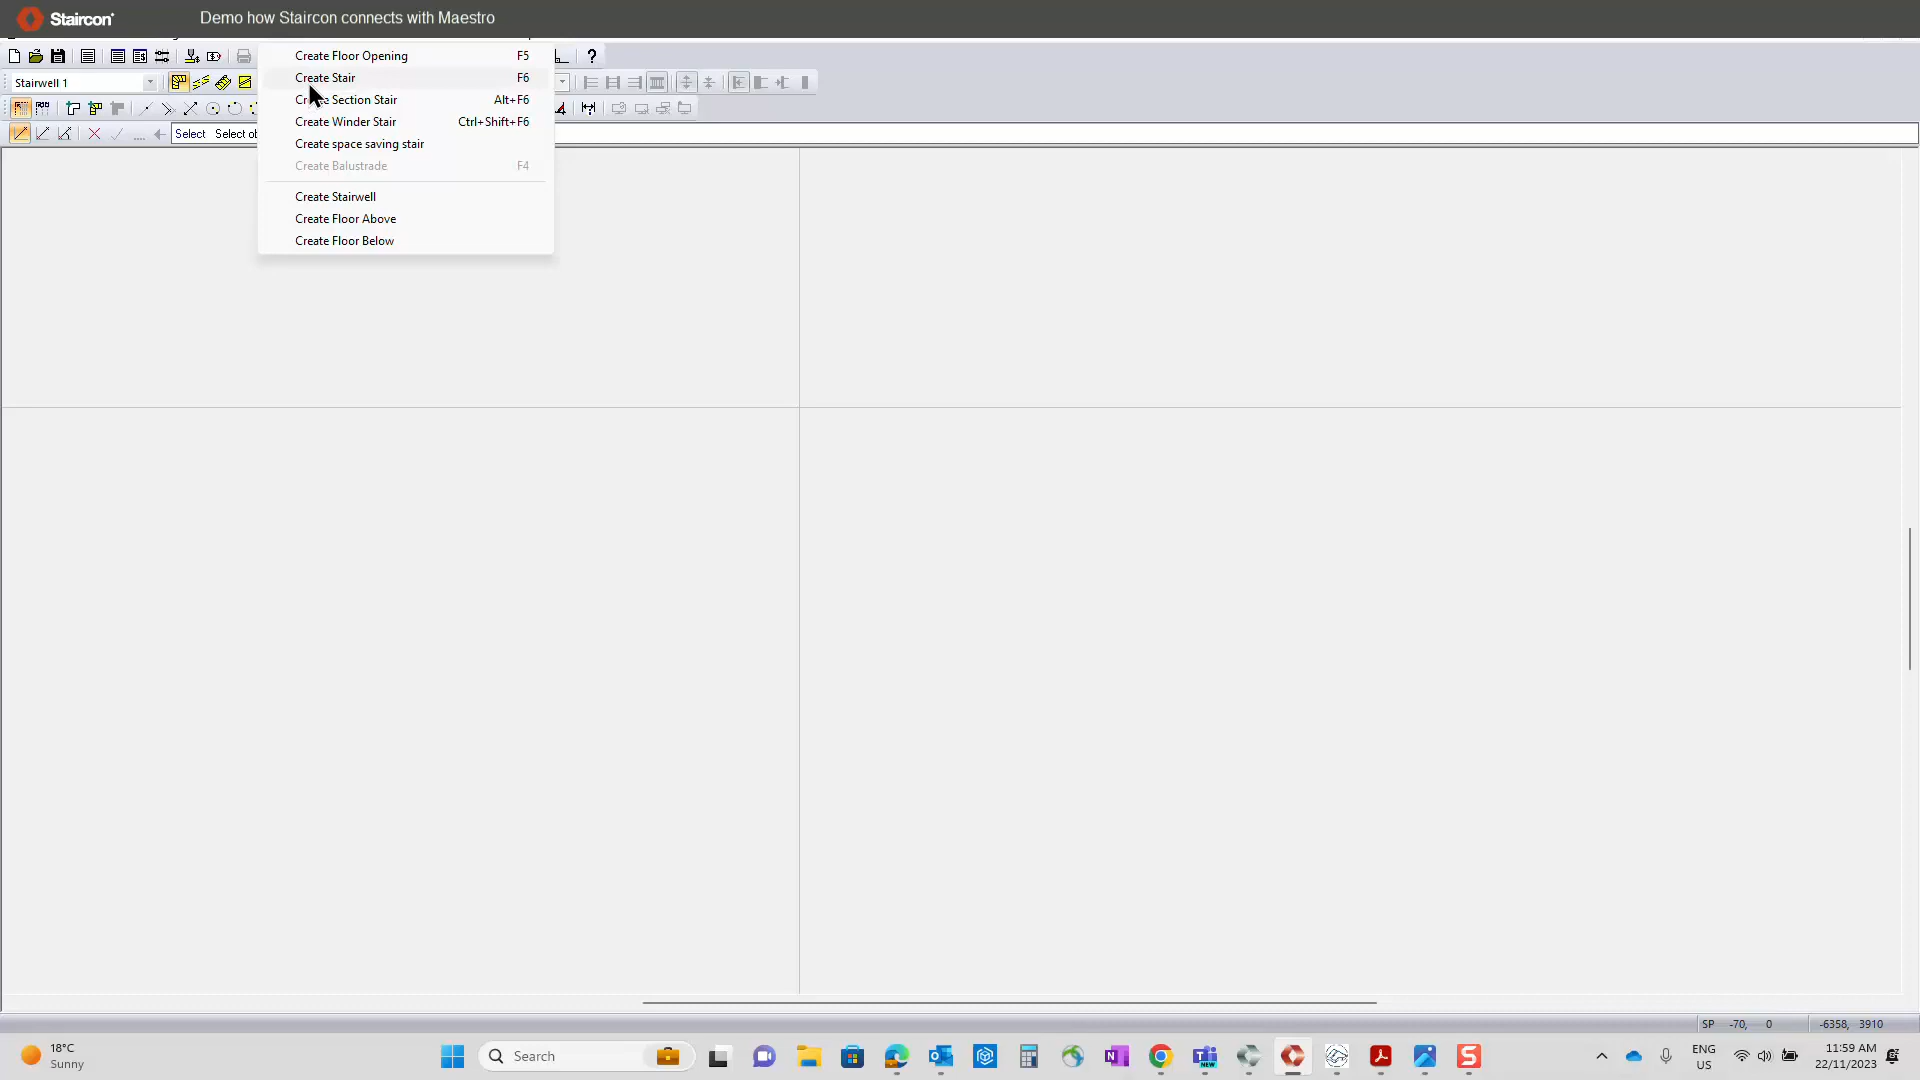 Staircon
Demo how Staircon connects with Maestro
Create Floor Opening F5
Create Stair F6
Section Stair Alt+F6
Create Winder Stair Ctrl+Shift+F6
Create space saving stair
Create Balustrade F4
Create Stairwell
Create Floor Above
Create Floor Below
Stairwell 1
Select Select
SP -70, 0 -6358, 3910
18°C
Sunny
Search
NEW
ENG
US
11:59 AM
22/11/2023